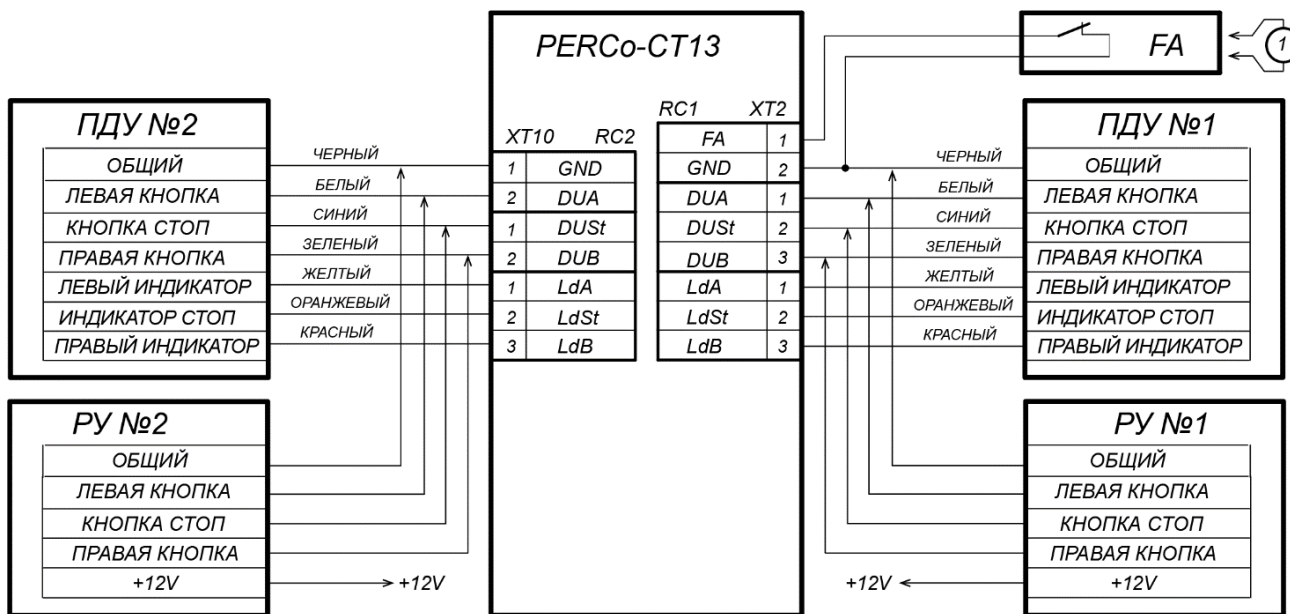 PERCo-CT13
FA
1
ПДУ №2
ОБЩИЙ
ЛЕВАЯ КНОПКА
КНОПКА СТОП
ПРАВАЯ КНОПКА
ЛЕВЫЙ ИНДИКАТОР
ИНДИКАТОР СТОП
ПРАВЫЙ ИНДИКАТОР
ЧЕРНЫЙ
БЕЛЫЙ
СИНИЙ
ЗЕЛЕНЫЙ
ЖЕЛТЫЙ
ОРАНЖЕВЫЙ
КРАСНЫЙ
XT10 RC2
1 GND
2 DUA
1 DUSt
2 DUB
1 LdA
2 LdSt
3 LdB
RC1 XT2
FA 1
GND 2
DUA 1
DUSt 2
DUB 3
LdA 1
LdSt 2
LdB 3
ЧЕРНЫЙ
БЕЛЫЙ
СИНИЙ
ЗЕЛЕНЫЙ
ЖЕЛТЫЙ
ОРАНЖЕВЫЙ
КРАСНЫЙ
ПДУ №1
ОБЩИЙ
ЛЕВАЯ КНОПКА
КНОПКА СТОП
ПРАВАЯ КНОПКА
ЛЕВЫЙ ИНДИКАТОР
ИНДИКАТОР СТОП
ПРАВЫЙ ИНДИКАТОР
РУ №2
ОБЩИЙ
ЛЕВАЯ КНОПКА
КНОПКА СТОП
ПРАВАЯ КНОПКА
+12V
+12V
РУ №1
ОБЩИЙ
ЛЕВАЯ КНОПКА
КНОПКА СТОП
ПРАВАЯ КНОПКА
+12V
+12V